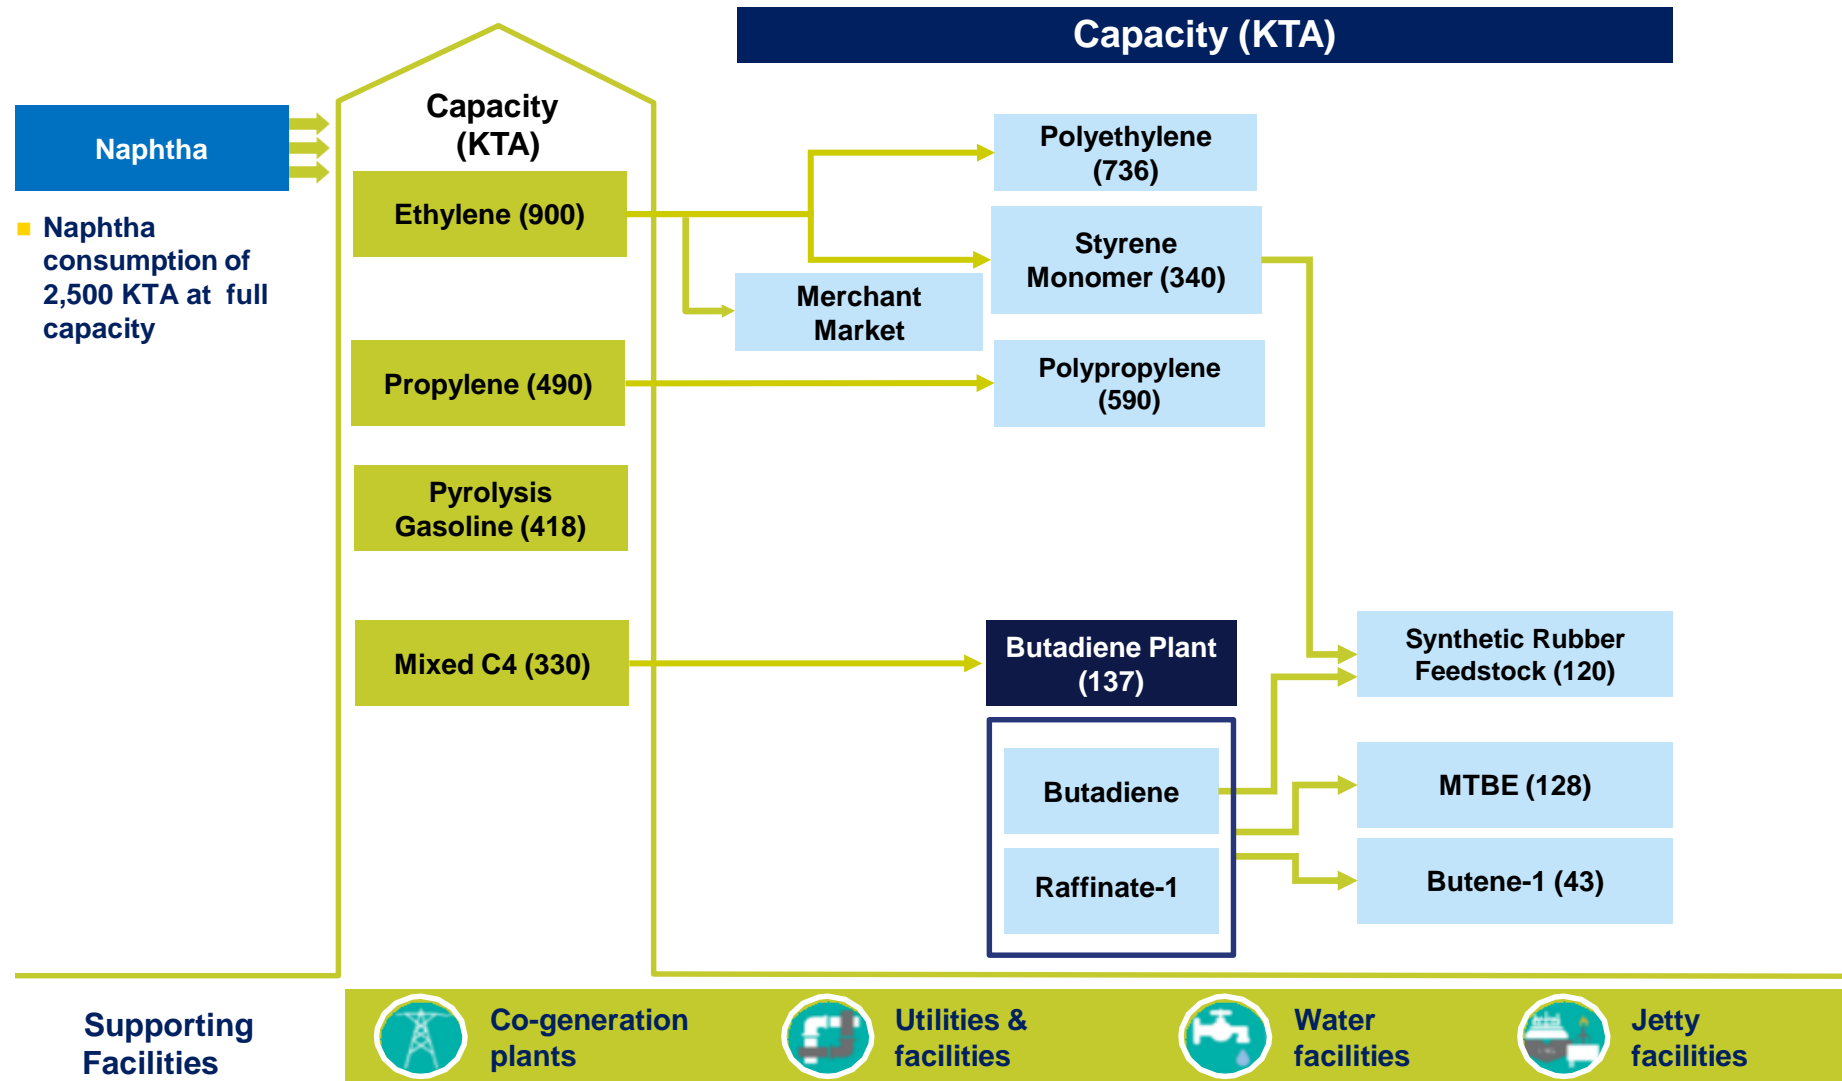 Capacity (KTA)
Naphtha
Naphtha
consumption of
2,500 KTA at full
capacity
Capacity
(KTA)
Ethylene (900)
Propylene (490)
Pyrolysis
Gasoline (418)
Mixed C4 (330)
Merchant
Market
Polyethylene
(736)
Styrene
Monomer (340)
Polypropylene
(590)
Butadiene Plant
(137)
Butadiene
Raffinate-1
Synthetic Rubber
Feedstock (120)
MTBE (128)
Butene-1 (43)
Supporting
Facilities
Co-generation
plants
Utilities &
facilities
Water
facilities
Jetty
facilities